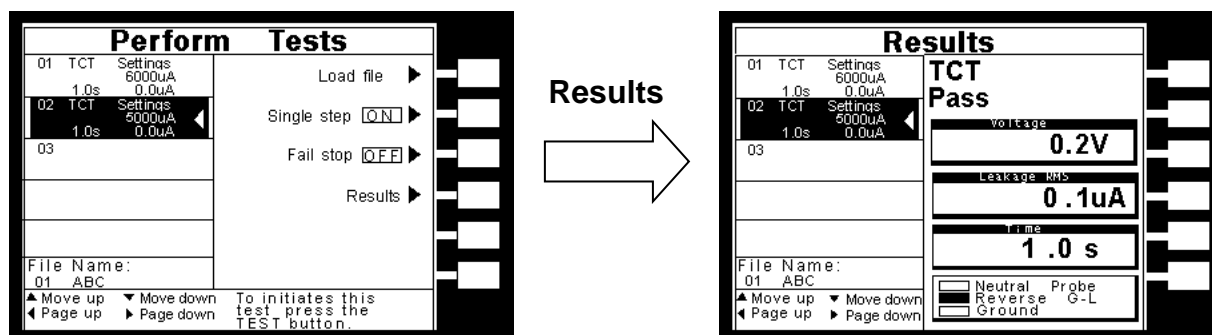 Perform Tests
01 TCT Settings
6000uA
1.0s 0.0uA
02 TCT Settings
5000uA
1.0s 0.0uA
03
Load file
Single step ON
Fail stop OFF
Results
File Name:
01 ABC
Move up Move down
Page up Page down
To initiates this
test press the
TEST button.
Results
Results
01 TCT Settings
6000uA
1.0s 0.0uA
02 TCT Settings
5000uA
1.0s 0.0uA
03
TCT
Pass
Voltage
0.2V
Leakage RMS
0.1uA
Time
1.0 s
File Name:
01 ABC
Move up Move down
Page up Page down
Neutral Probe
Reverse G-L
Ground